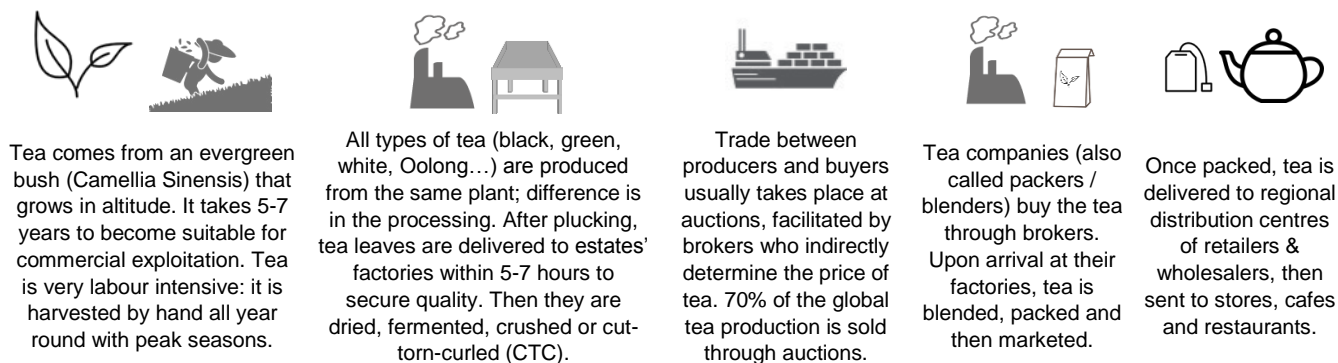 Tea comes from an evergreen
bush (Camellia Sinensis) that
grows in altitude. It takes 5-7
years to become suitable for
commercial exploitation. Tea
is very labour intensive: it is
harvested by hand all year
round with peak seasons.
All types of tea (black, green,
white, Oolong…) are produced
from the same plant; difference is
in the processing. After plucking,
tea leaves are delivered to estates’
factories within 5-7 hours to
secure quality. Then they are
dried, fermented, crushed or cut-
torn-curled (CTC).
Trade between
producers and buyers
usually takes place at
auctions, facilitated by
brokers who indirectly
determine the price of
tea. 70% of the global
tea production is sold
through auctions.
Tea companies (also
called packers /
blenders) buy the tea
through brokers.
Upon arrival at their
factories, tea is
blended, packed and
then marketed.
Once packed, tea is
delivered to regional
distribution centres
of retailers &
wholesalers, then
sent to stores, cafes
and restaurants.